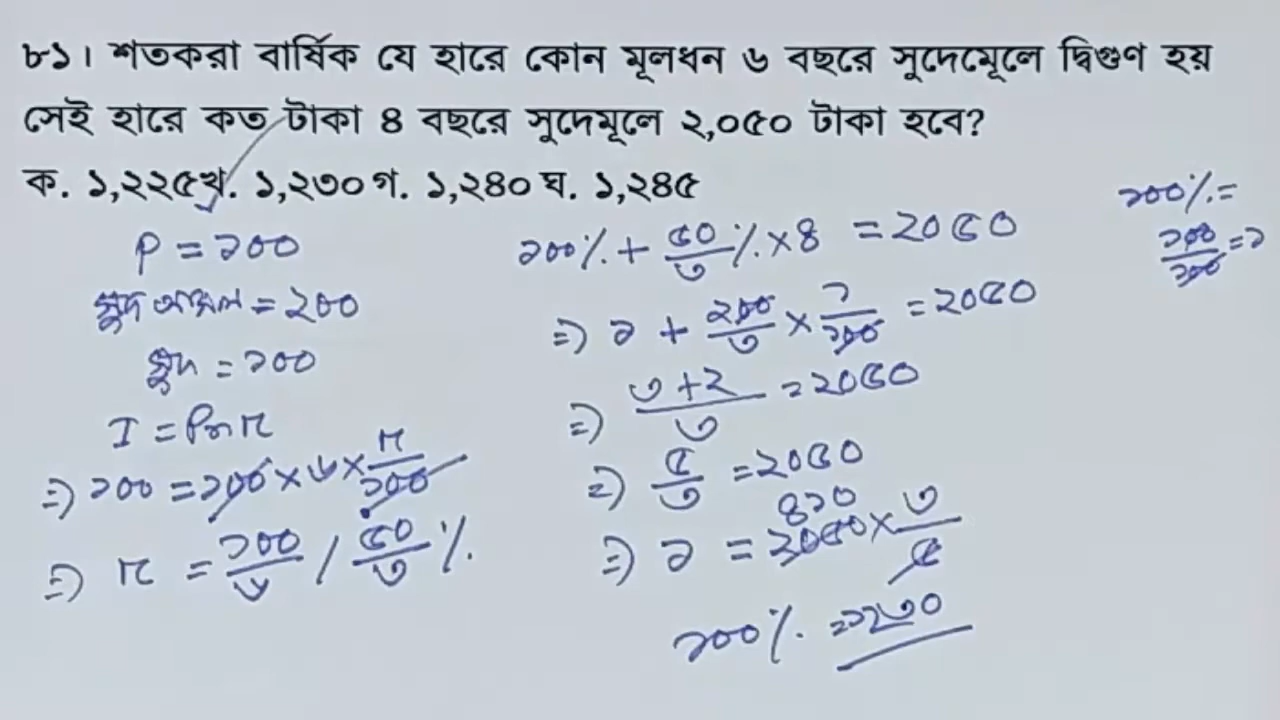 ৮১। শতকরা বার্ষিক যে হারে কোন মূলধন ৬ বছরে সুদেমূলে দ্বিগুণ হয়
সেই হারে কত টাকা ৪ বছরে সুদেমূলে ২,০৫০ টাকা হবে?
ক. ১,২২৫ খ. ১,২৩০ গ. ১,২৪০ ঘ. ১,২৪৫
P = ১০০
সুদ আসল = ২০০
সুদ = ১০০
I = Pnr
=> ১০০ = ১০০ × ৬ × r/১০০
=> r = ১০০/৬ / ৫০/৩ %
১০০% + ৫০/৩ % × ৪ = ২০৫০
=> ১ + ২০০/৩ × ১/১০০ = ২০৫০
=> ৩+২/৩ = ২০৫০
=> ৫/৩ = ২০৫০
৪১০
=> ১ = ২০৫০ × ৩/৫
১০০% = ১২৩০
১০০% =
১০০/১০০ = ১